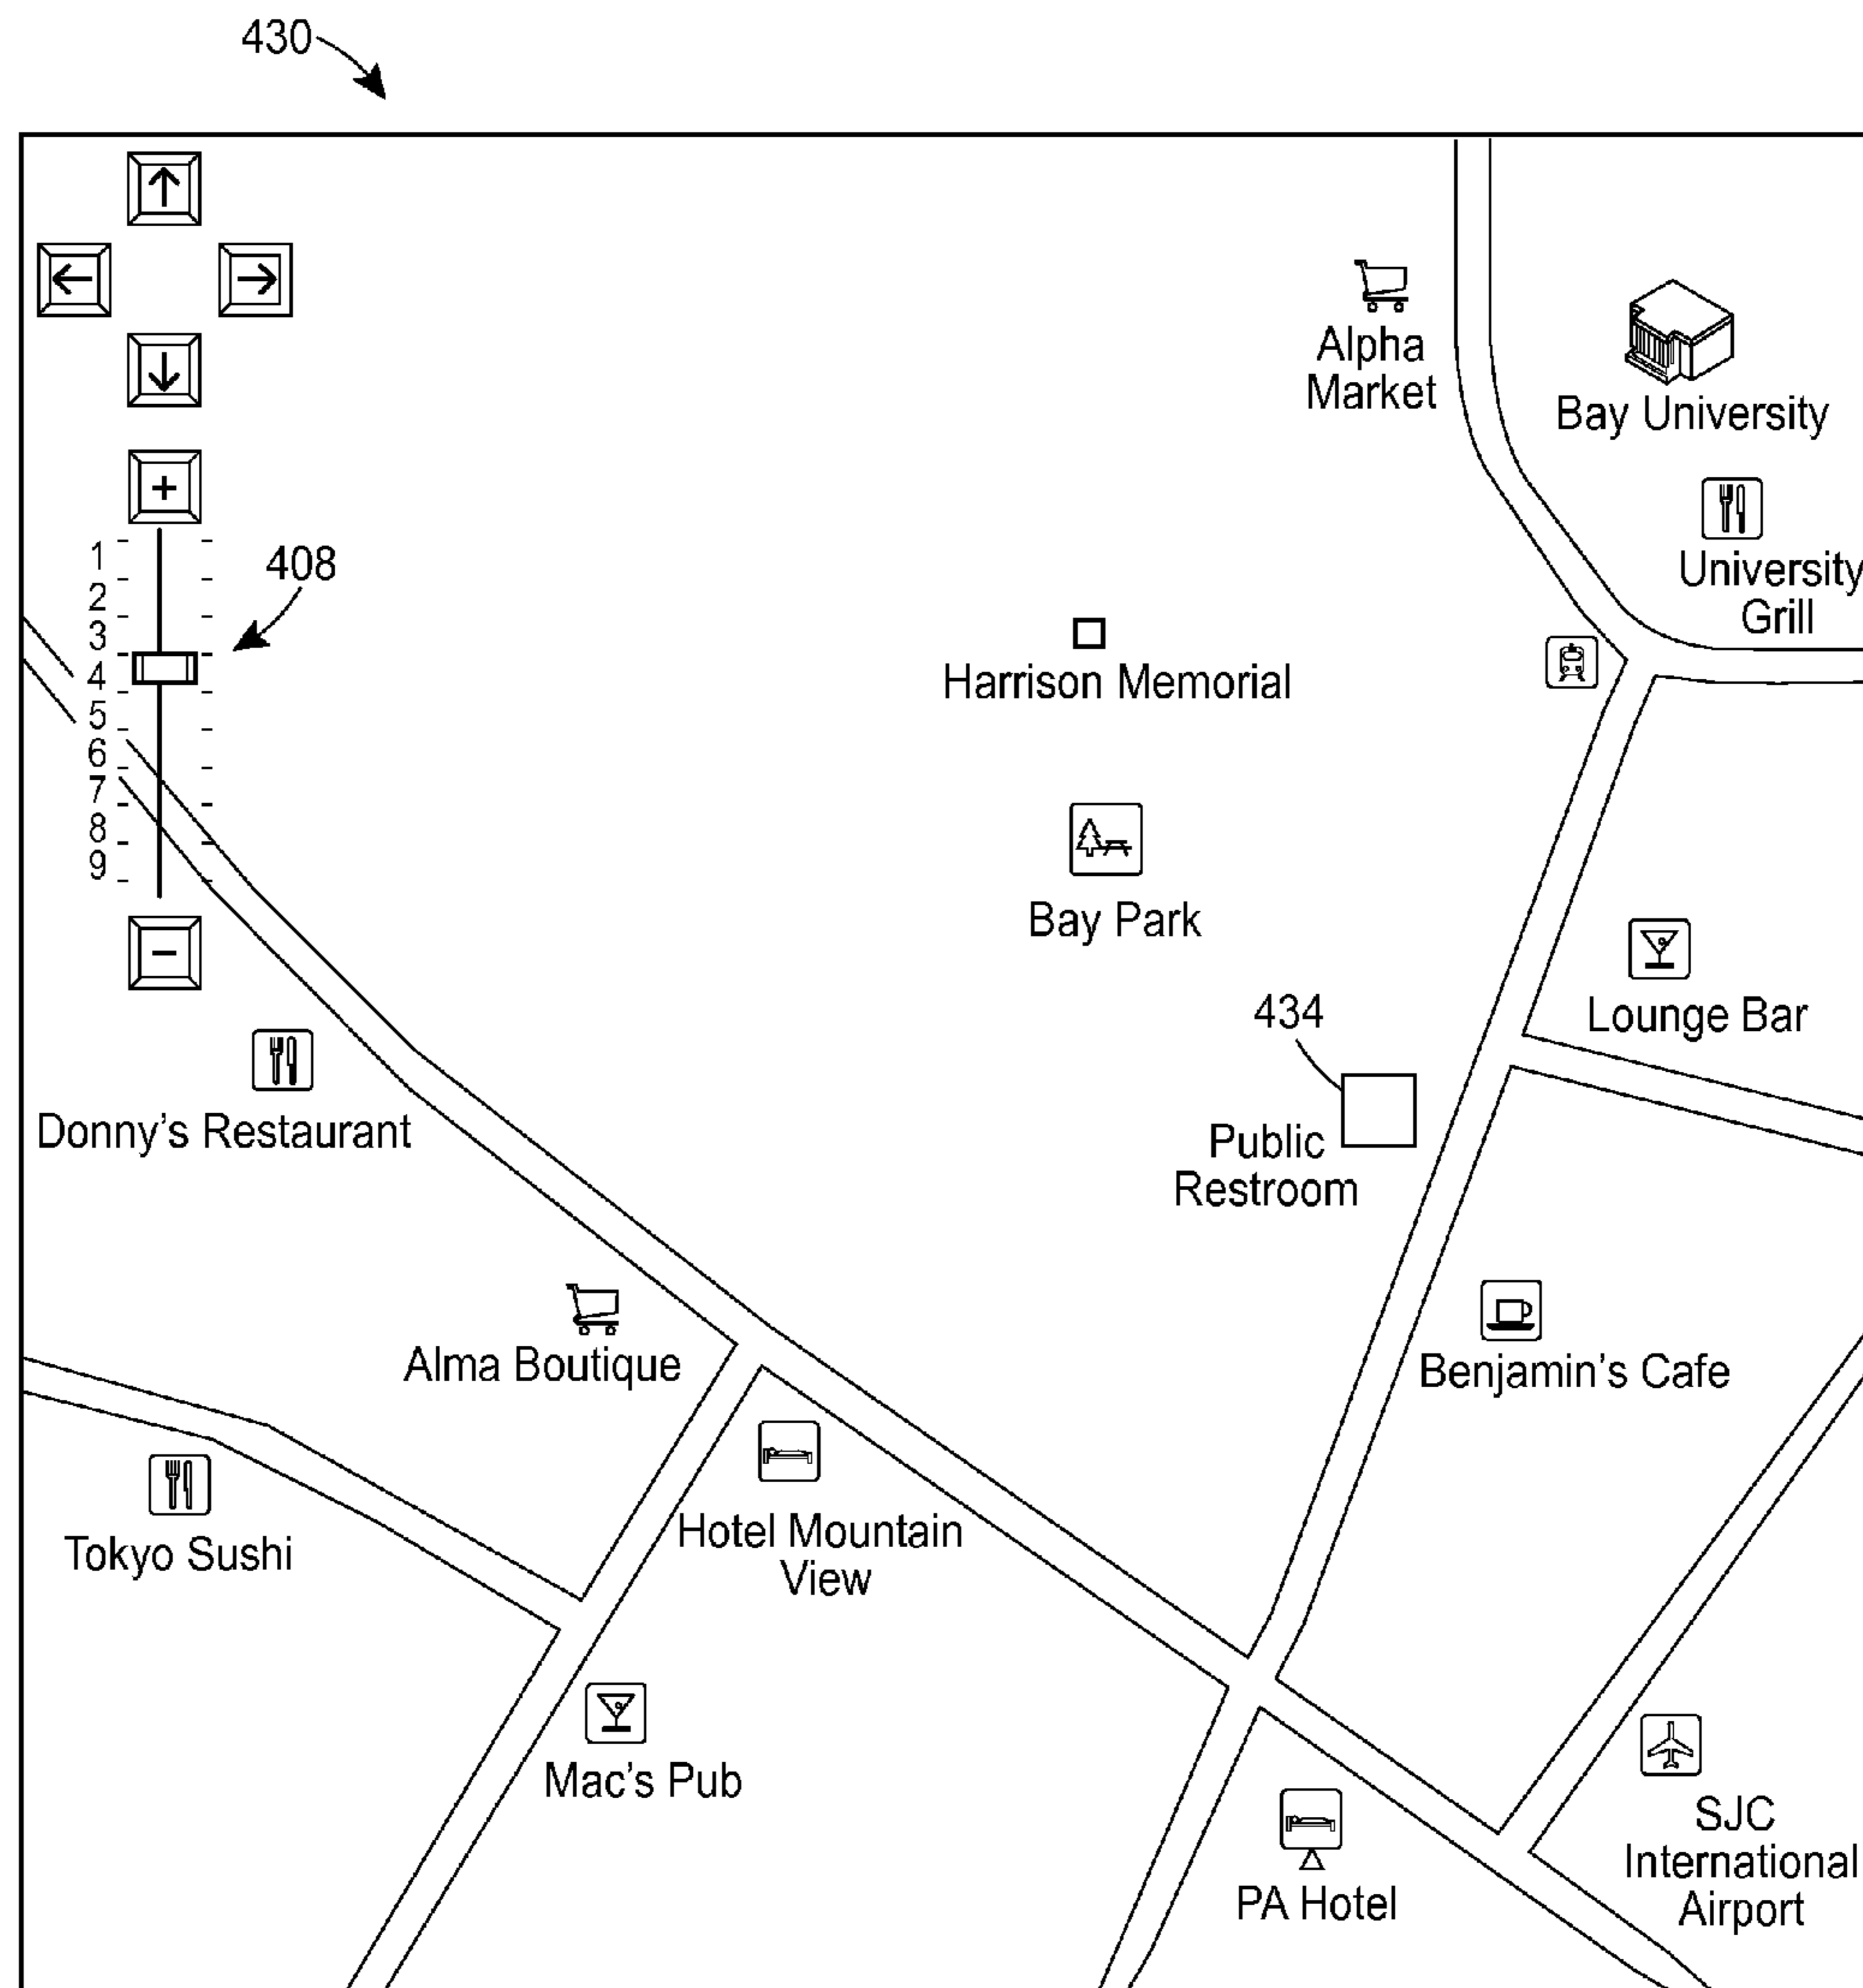 430
+
1
2
3
4
5
6
7
8
9
−
408
Alpha
Market
Bay University
University
Grill
Harrison Memorial
Bay Park
Lounge Bar
434
Public
Restroom
Donny's Restaurant
Alma Boutique
Benjamin's Cafe
Tokyo Sushi
Hotel Mountain
View
Mac's Pub
PA Hotel
SJC
International
Airport